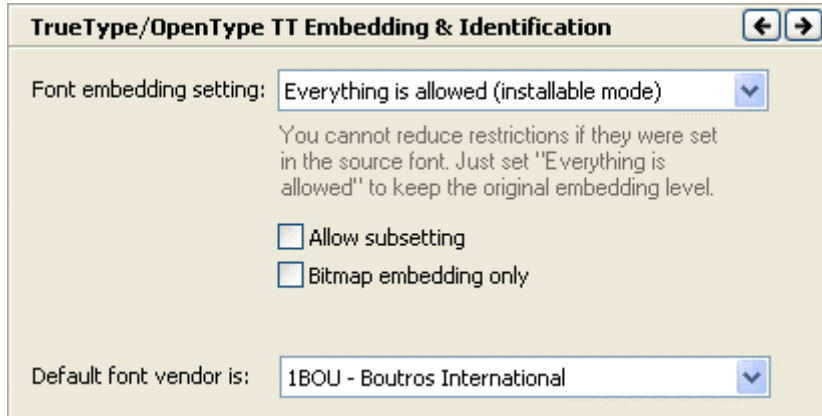 TrueType/OpenType TT Embedding & Identification
Font embedding setting: Everything is allowed (installable mode)
You cannot reduce restrictions if they were set
in the source font. Just set "Everything is
allowed" to keep the original embedding level.
Allow subsetting
Bitmap embedding only
Default font vendor is: 1BOU - Boutros International